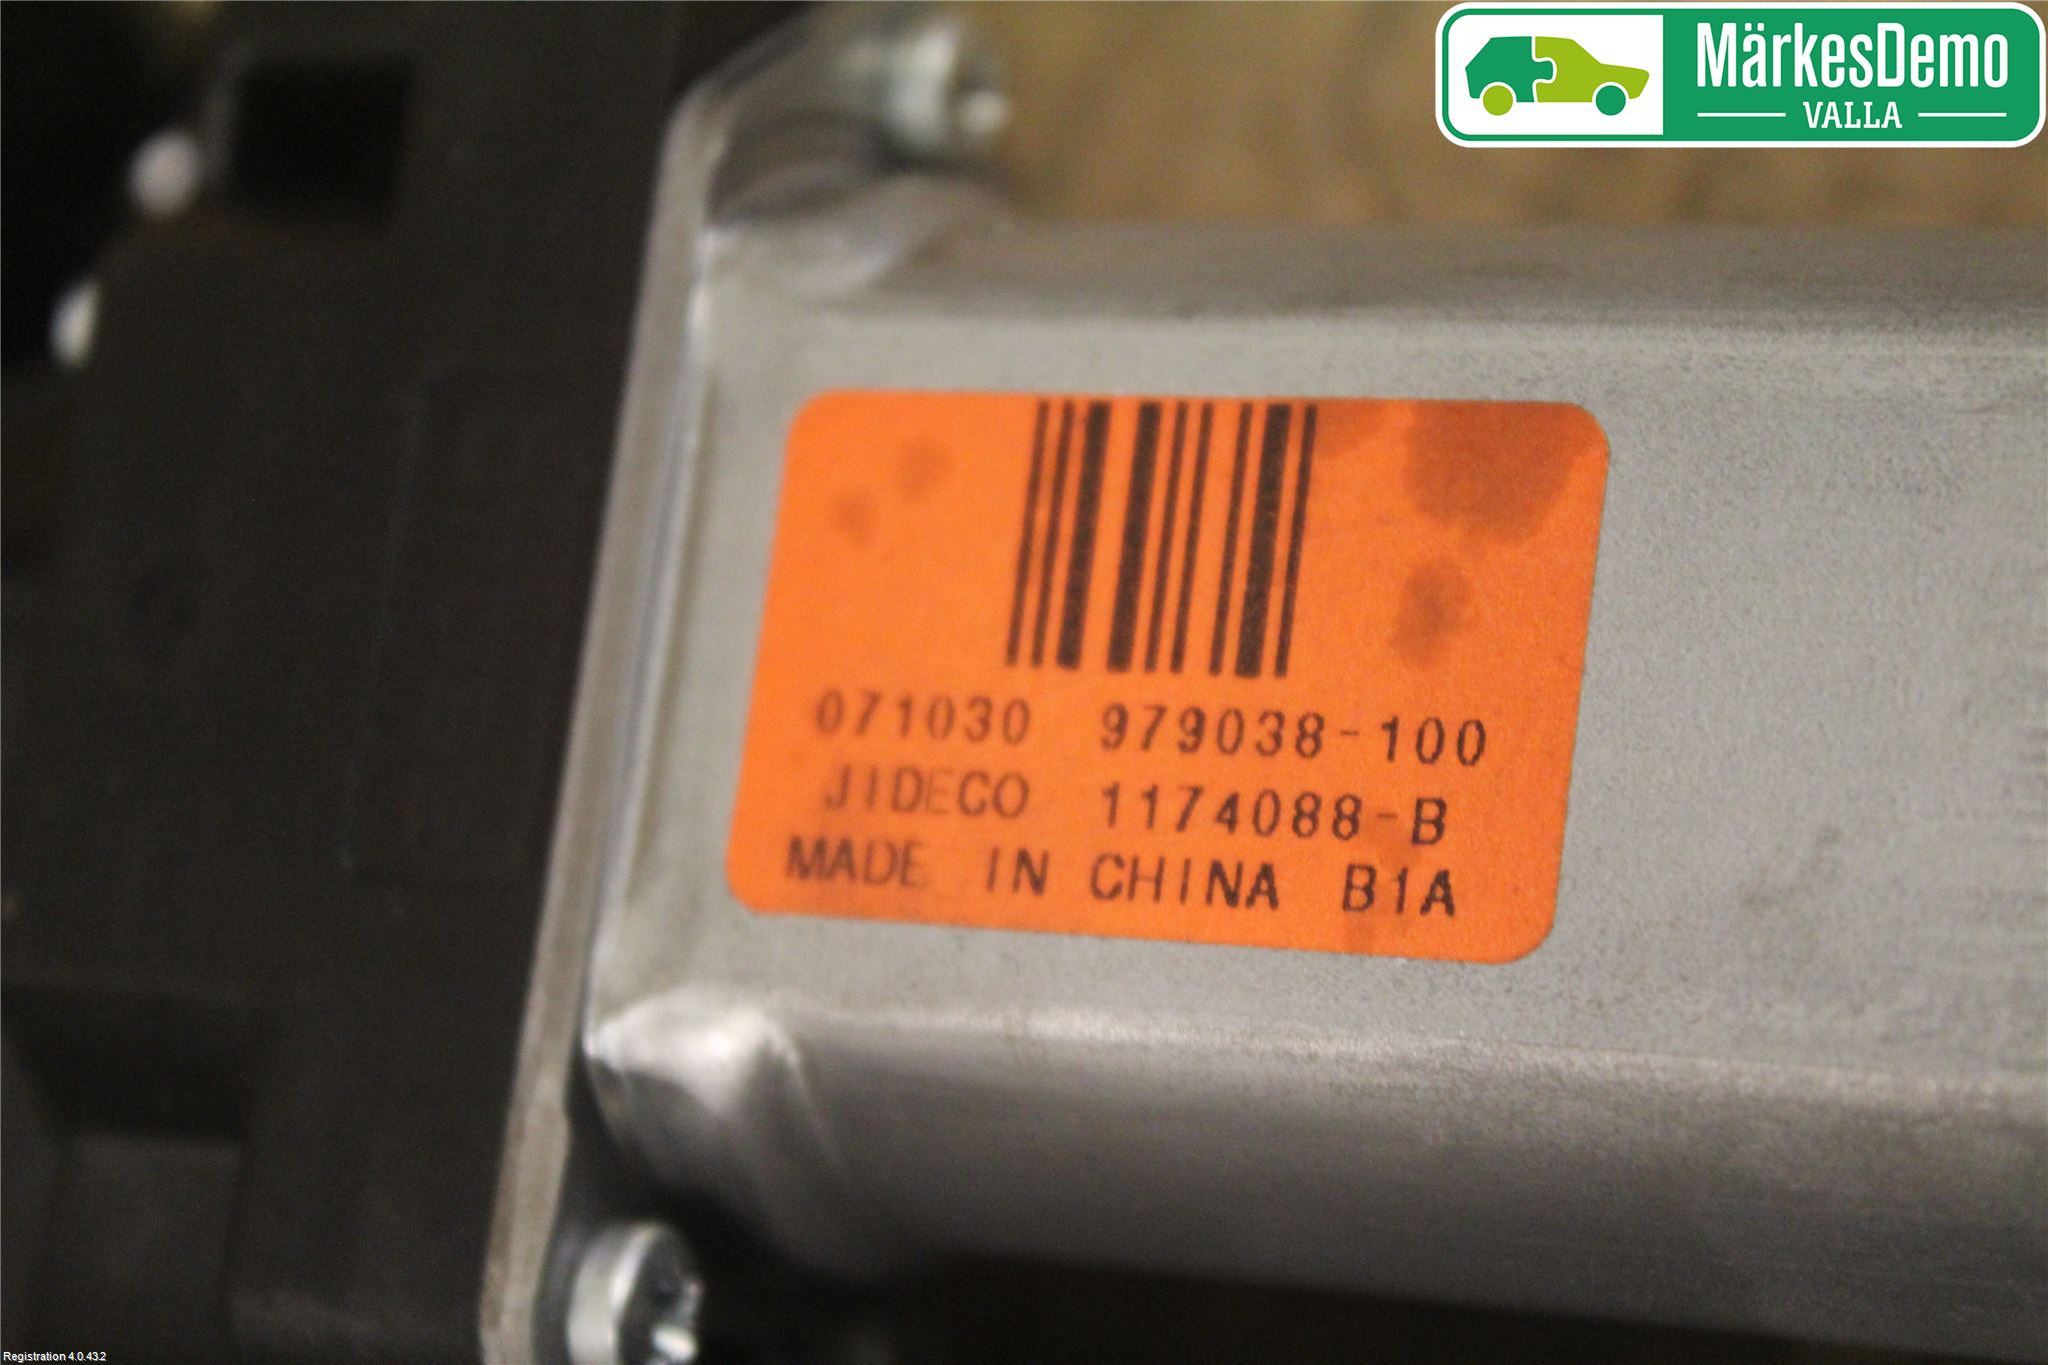 MärkesDemo
VALLA
071030 979038-100
JIDECO 1174088-B
MADE IN CHINA B1A
Registration 4.0.43.2